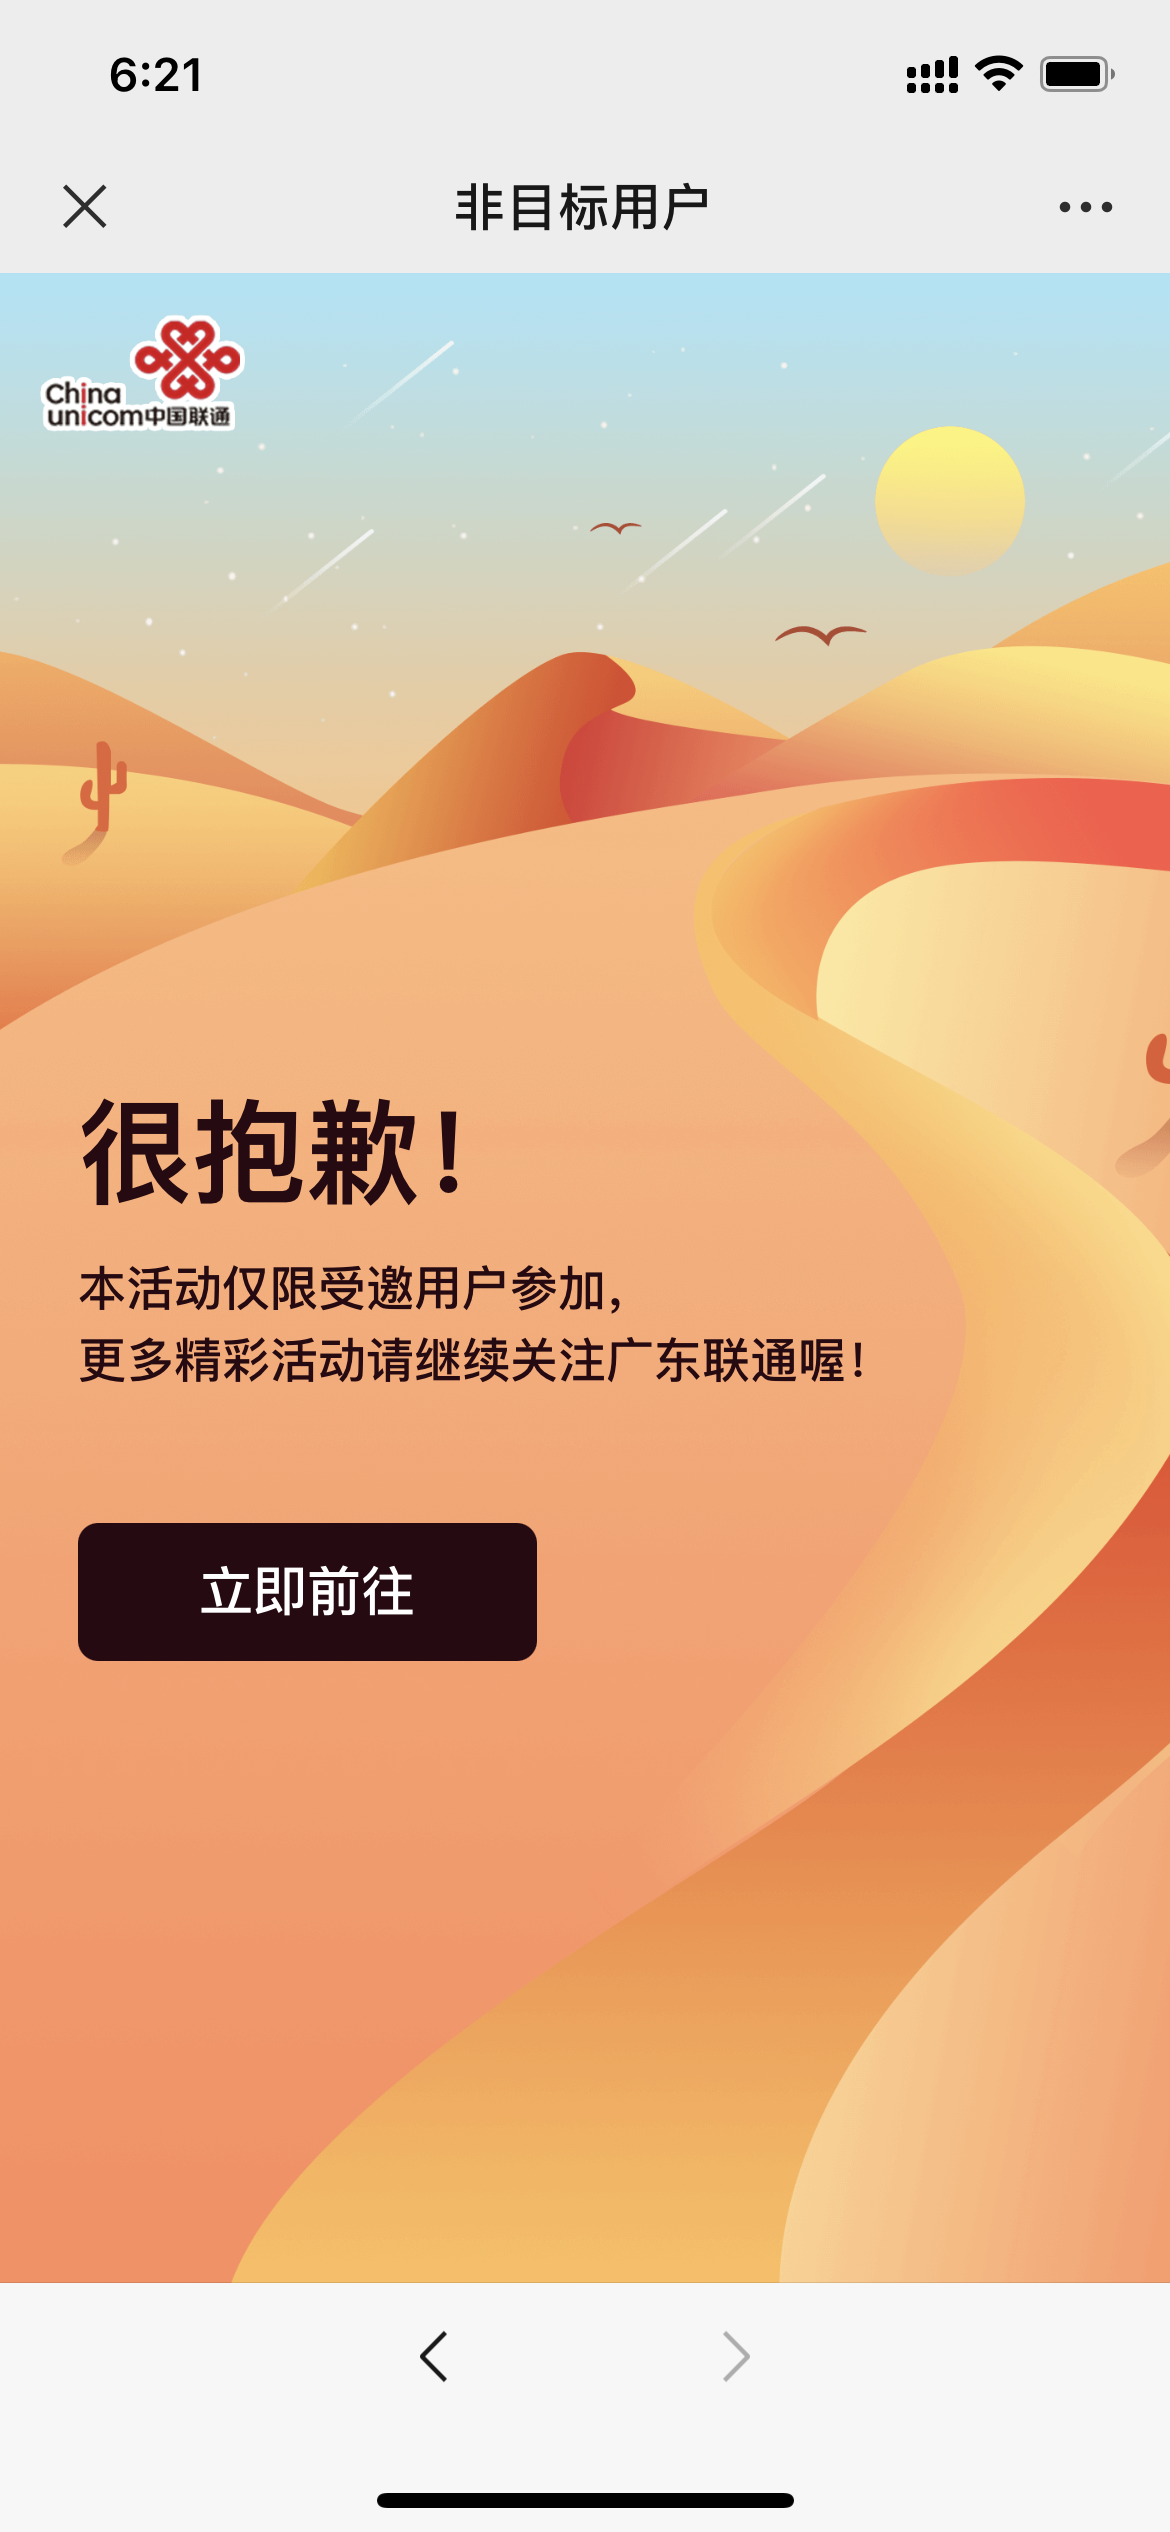 6:21
非目标用户
China
unicom中国联通
很抱歉！
本活动仅限受邀用户参加，
更多精彩活动请继续关注广东联通喔！
立即前往